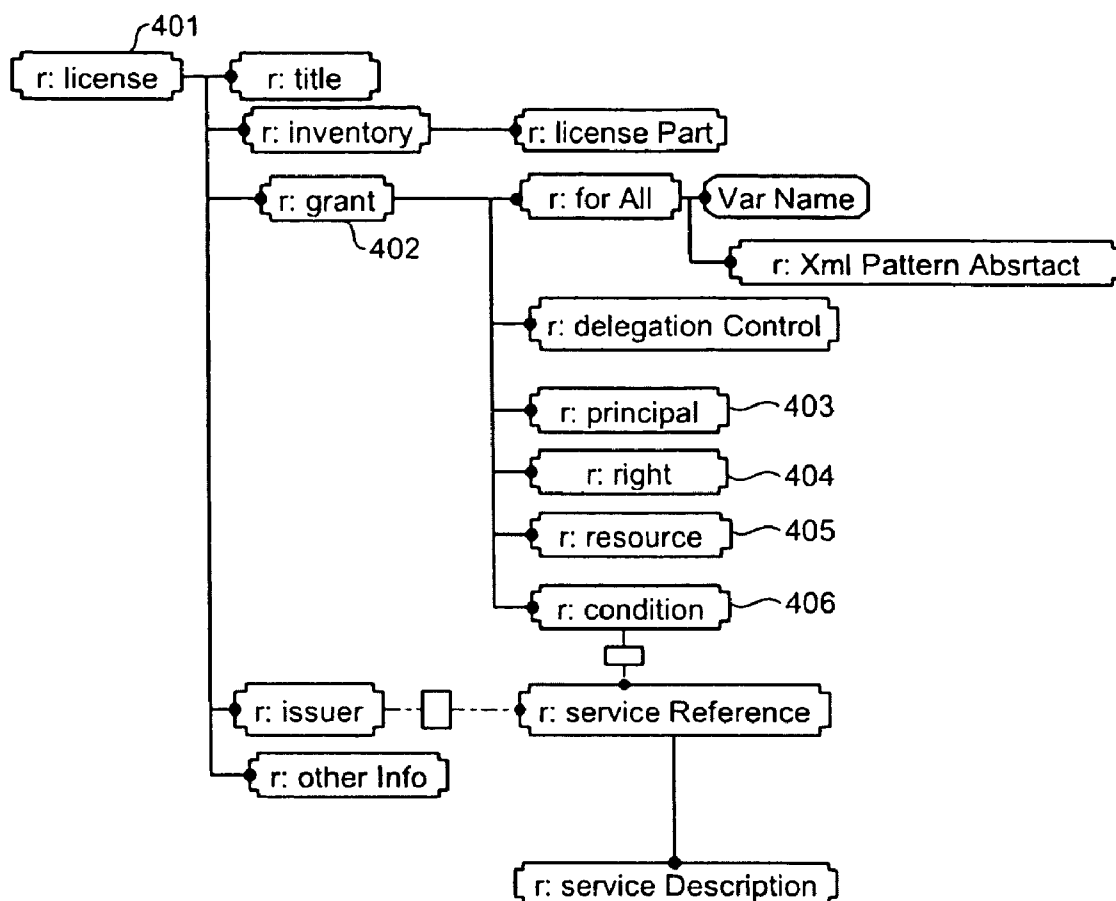 401
r: license
r: title
r: inventory
r: license Part
r: grant
402
r: for All
Var Name
r: Xml Pattern Absrtact
r: delegation Control
r: principal
403
r: right
404
r: resource
405
r: condition
406
r: issuer
r: service Reference
r: other Info
r: service Description